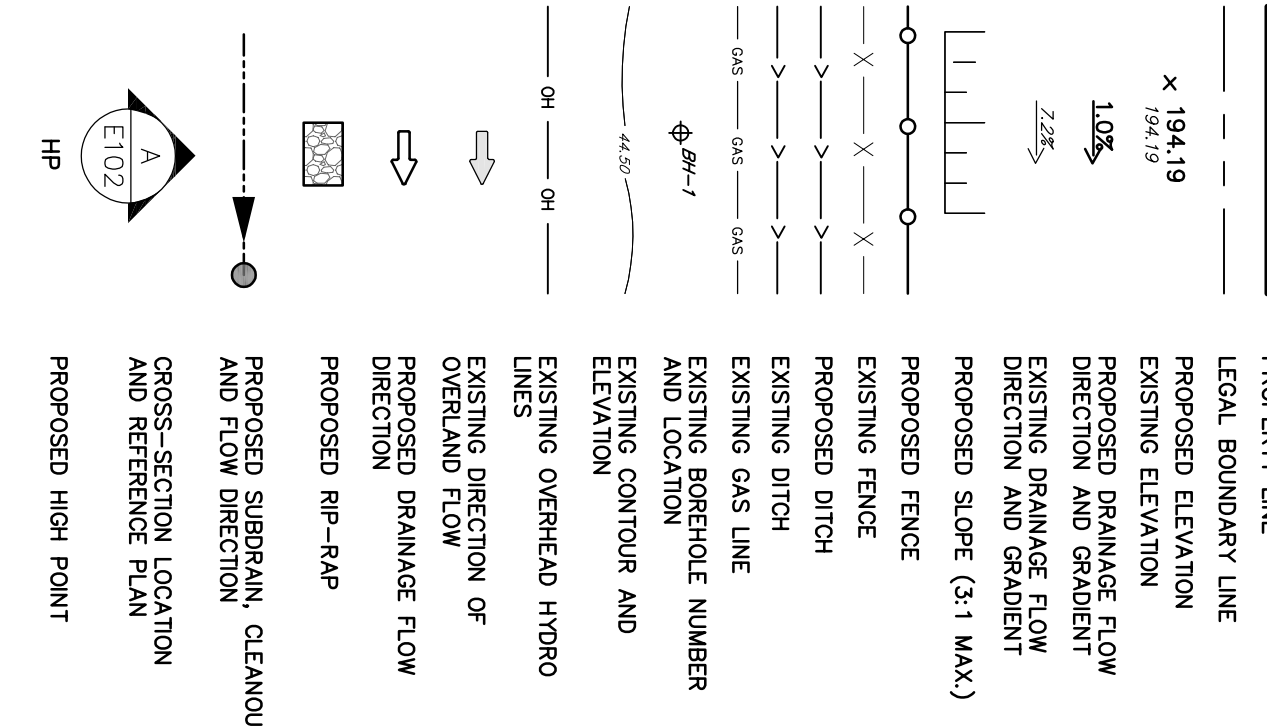 LEGAL BOUNDARY LINE
× 194.19
194.19
PROPOSED ELEVATION
EXISTING ELEVATION
1.0%
PROPOSED DRAINAGE FLOW
DIRECTION AND GRADIENT
7.2%
EXISTING DRAINAGE FLOW
DIRECTION AND GRADIENT
PROPOSED SLOPE (3:1 MAX.)
PROPOSED FENCE
X X X
EXISTING FENCE
PROPOSED DITCH
EXISTING DITCH
GAS GAS GAS
EXISTING GAS LINE
BH-1
EXISTING BOREHOLE NUMBER
AND LOCATION
44.50
EXISTING CONTOUR AND
ELEVATION
OH OH
EXISTING OVERHEAD HYDRO
LINES
EXISTING DIRECTION OF
OVERLAND FLOW
PROPOSED DRAINAGE FLOW
DIRECTION
PROPOSED RIP-RAP
PROPOSED SUBDRAIN, CLEANOU
AND FLOW DIRECTION
A
E102
CROSS-SECTION LOCATION
AND REFERENCE PLAN
HP
PROPOSED HIGH POINT